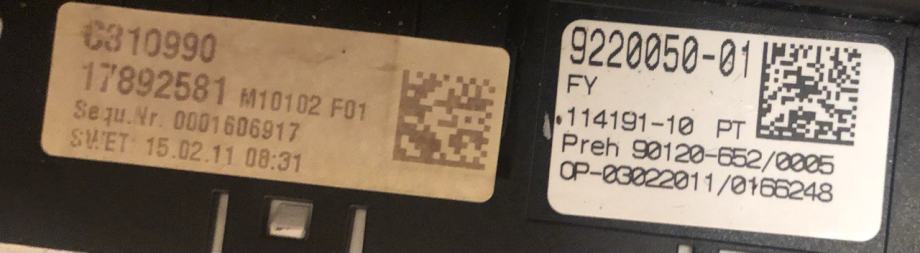 C310990
17892581 M10102 F01
Sequ.Nr. 0001606917
SWET: 15.02.11 08:31
9220050-01
FY
114191-10 PT
Preh 90120-652/0005
OP-03022011/0166248